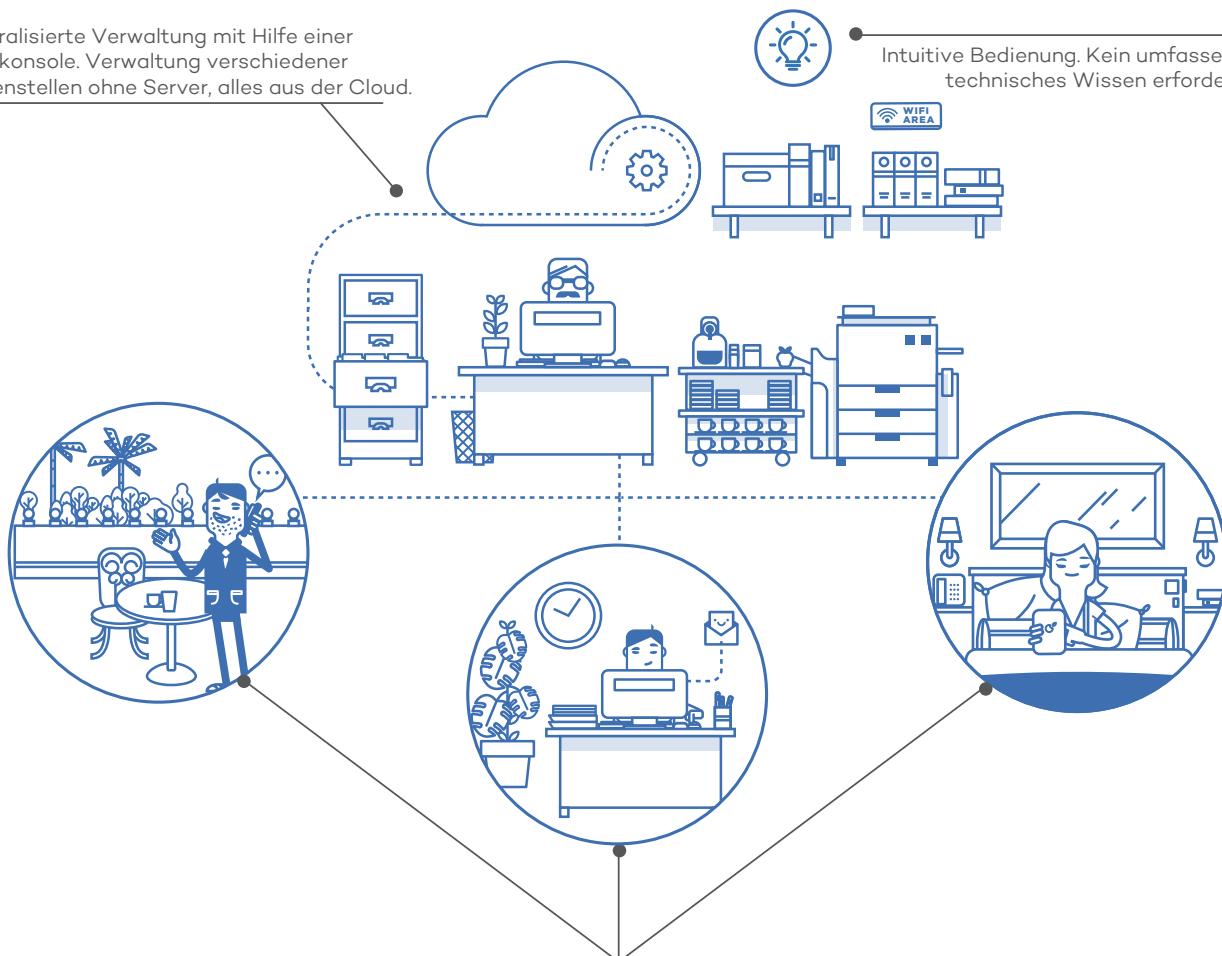 ralisierte Verwaltung mit Hilfe einer
konsole. Verwaltung verschiedener
enstellen ohne Server, alles aus der Cloud.
Intuitive Bedienung. Kein umfasse
technisches Wissen erforde
WIFI
AREA